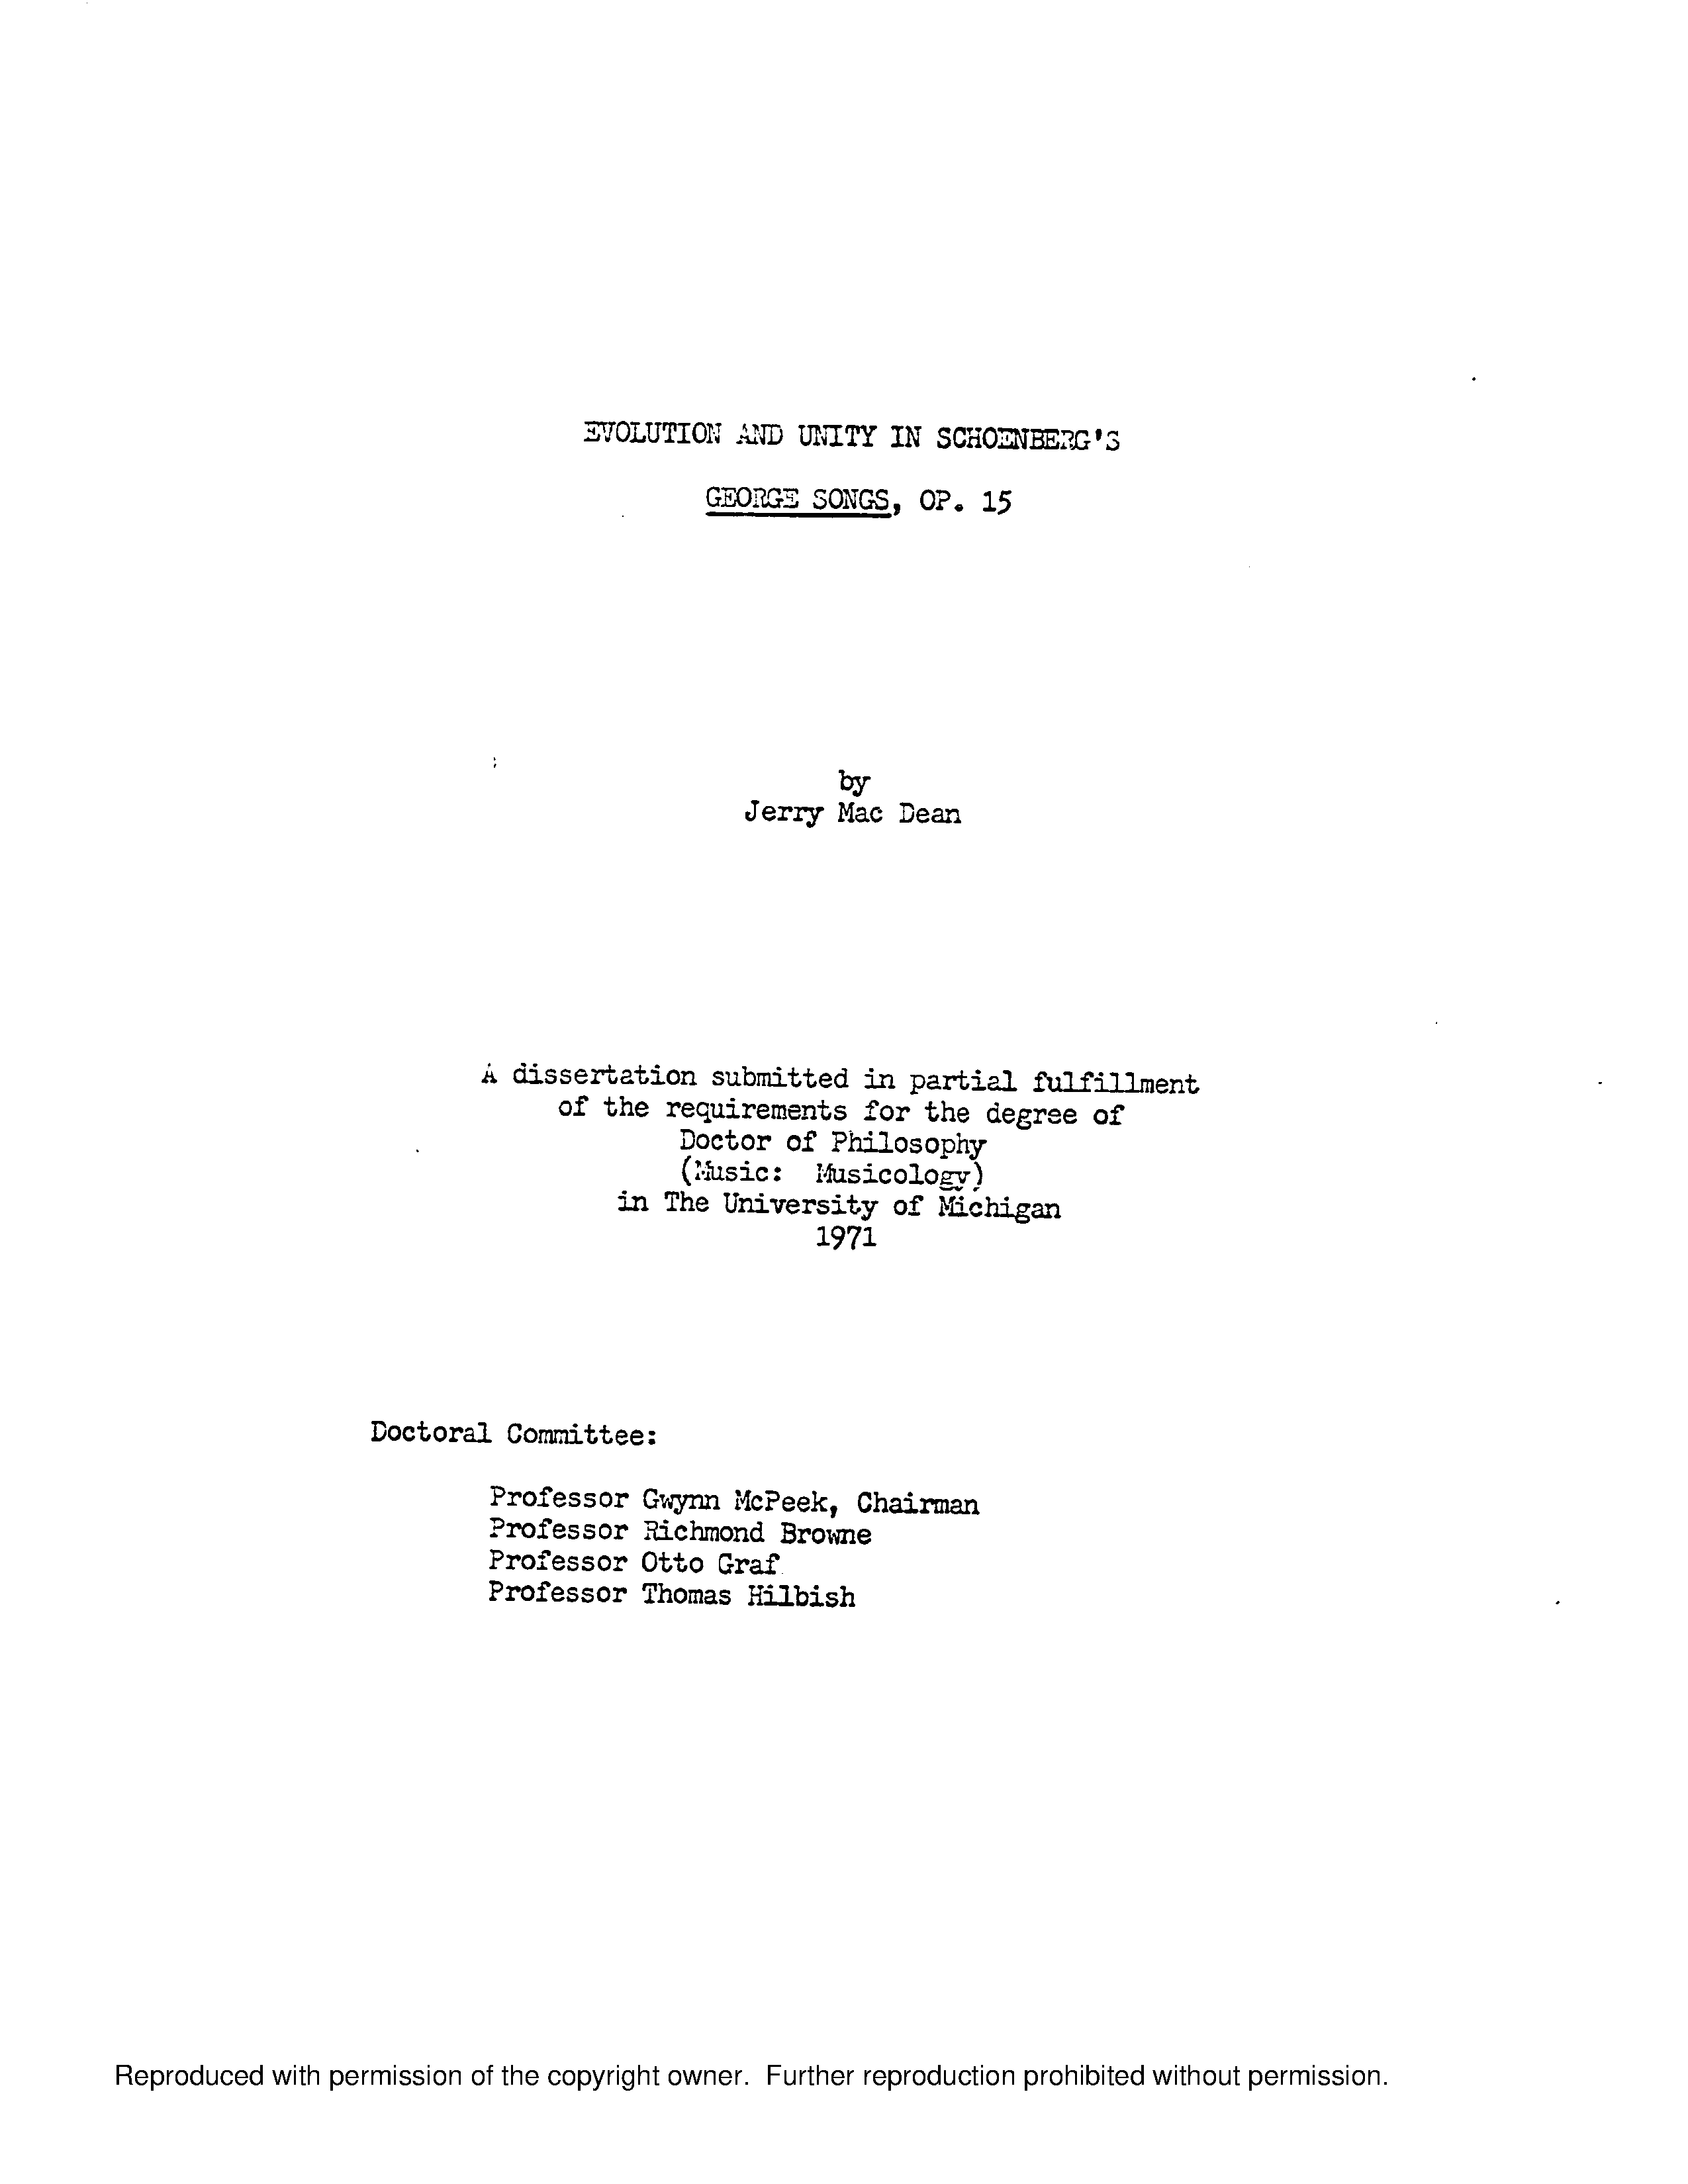 EVOLUTION AND UNITY IN SCHOENBERG'S
GEORGE SONGS, OP. 15
by
Jerry Mac Dean
A dissertation submitted in partial fulfillment
of the requirements for the degree of
Doctor of Philosophy
(Music: Musicology)
in The University of Michigan
1971
Doctoral Committee:
Professor Gwynn McPeek, Chairman
Professor Richmond Browne
Professor Otto Graf
Professor Thomas Hilbish
Reproduced with permission of the copyright owner. Further reproduction prohibited without permission.